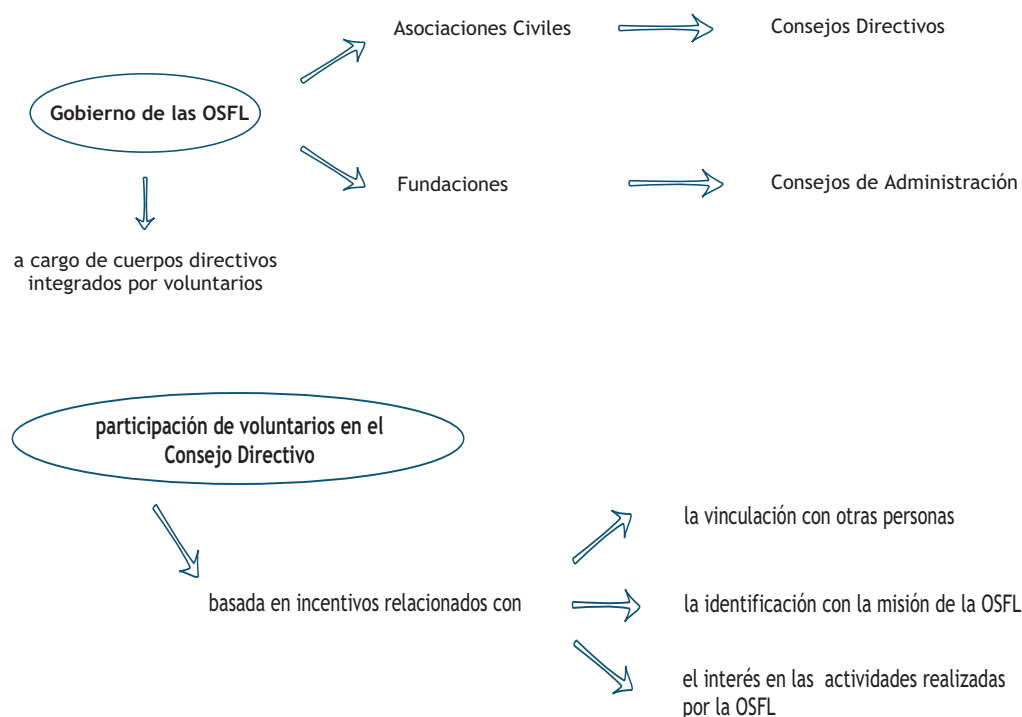 Asociaciones Civiles
Consejos Directivos
Gobierno de las OSFL
Fundaciones
Consejos de Administración
a cargo de cuerpos directivos
integrados por voluntarios
participación de voluntarios en el
Consejo Directivo
la vinculación con otras personas
basada en incentivos relacionados con
la identificación con la misión de la OSFL
el interés en las actividades realizadas
por la OSFL